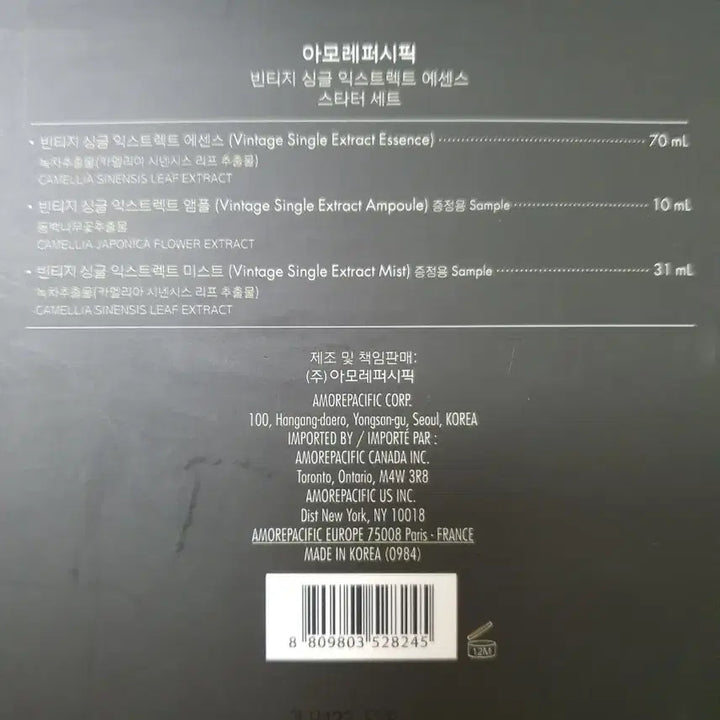 아모레퍼시픽
빈티지 싱글 익스트렉트 에센스
스타터 세트
• 빈티지 싱글 익스트렉트 에센스 (Vintage Single Extract Essence) 70 mL
녹차추출물(카멜리아 시넨시스 리프 추출물)
CAMELLIA SINENSIS LEAF EXTRACT
• 빈티지 싱글 익스트렉트 앰플 (Vintage Single Extract Ampoule) 증정용 Sample 10 mL
동백나무꽃추출물
CAMELLIA JAPONICA FLOWER EXTRACT
• 빈티지 싱글 익스트렉트 미스트 (Vintage Single Extract Mist) 증정용 Sample 31 mL
녹차추출물(카멜리아 시넨시스 리프 추출물)
CAMELLIA SINENSIS LEAF EXTRACT
제조 및 책임판매:
(주)아모레퍼시픽
AMOREPACIFIC CORP.
100, Hangang-daero, Yongsan-gu, Seoul, KOREA
IMPORTED BY / IMPORTÉ PAR :
AMOREPACIFIC CANADA INC.
Toronto, Ontario, M4W 3R8
AMOREPACIFIC US INC.
Dist New York, NY 10018
AMOREPACIFIC EUROPE 75008 Paris - FRANCE
MADE IN KOREA (0984)
8 809803 528245
12M